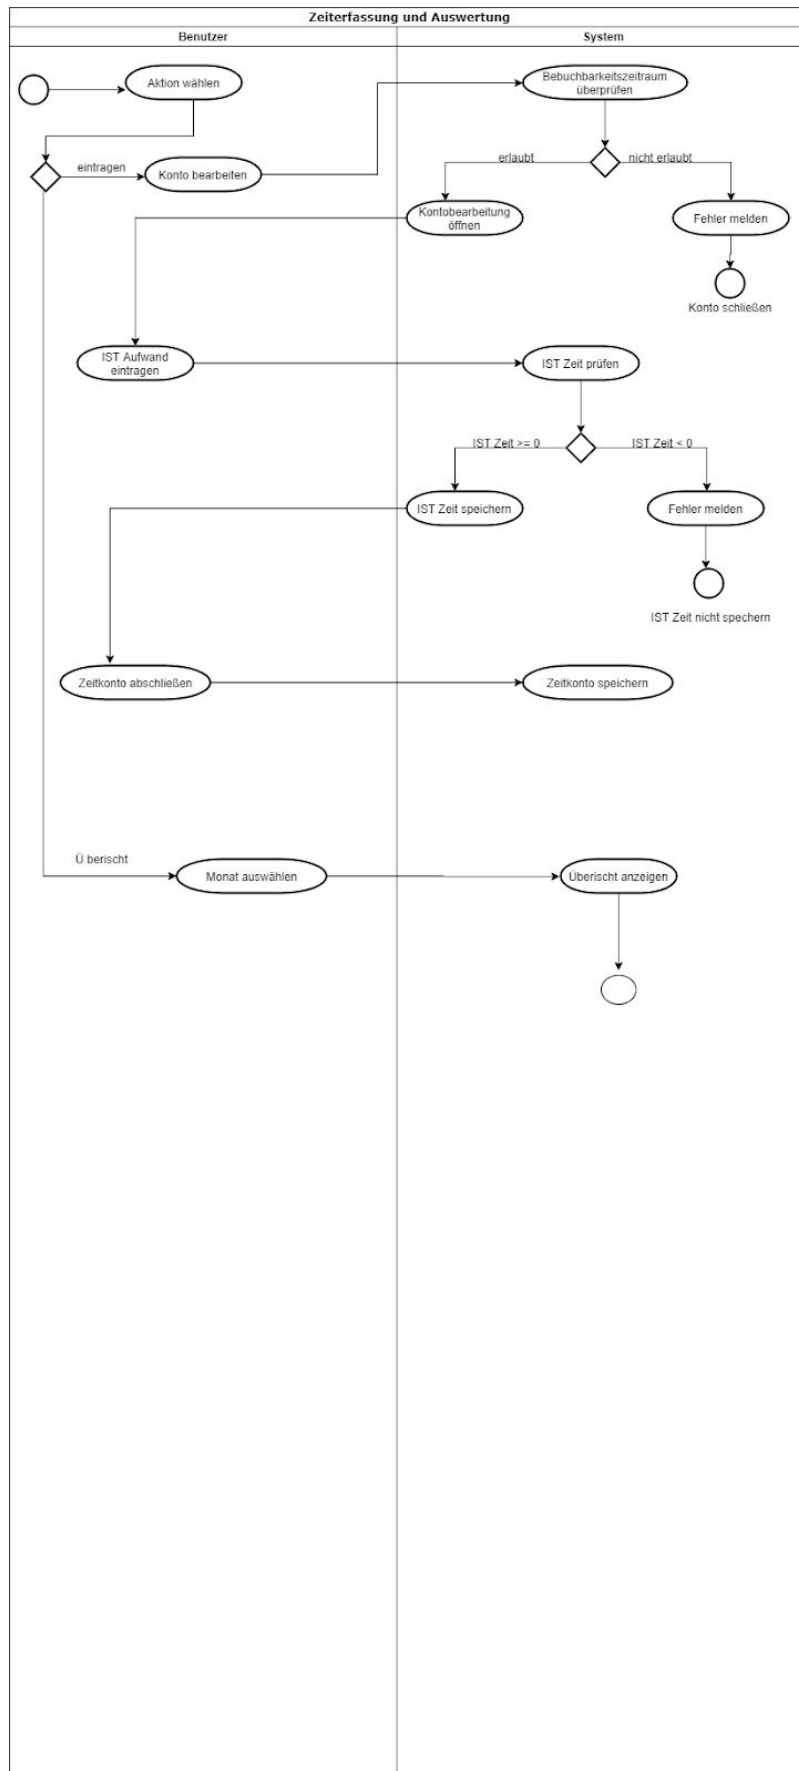 Zeiterfassung und Auswertung
Benutzer
System
Aktion wählen
Bebuchbarkeitszeitraum
überprüfen
eintragen
Konto bearbeiten
erlaubt
nicht erlaubt
Kontobearbeitung
öffnen
Fehler melden
Konto schließen
IST Aufwand
eintragen
IST Zeit prüfen
IST Zeit >= 0
IST Zeit < 0
IST Zeit speichern
Fehler melden
IST Zeit nicht spechern
Zeitkonto abschließen
Zeitkonto speichern
Ü berischt
Monat auswählen
Überischt anzeigen